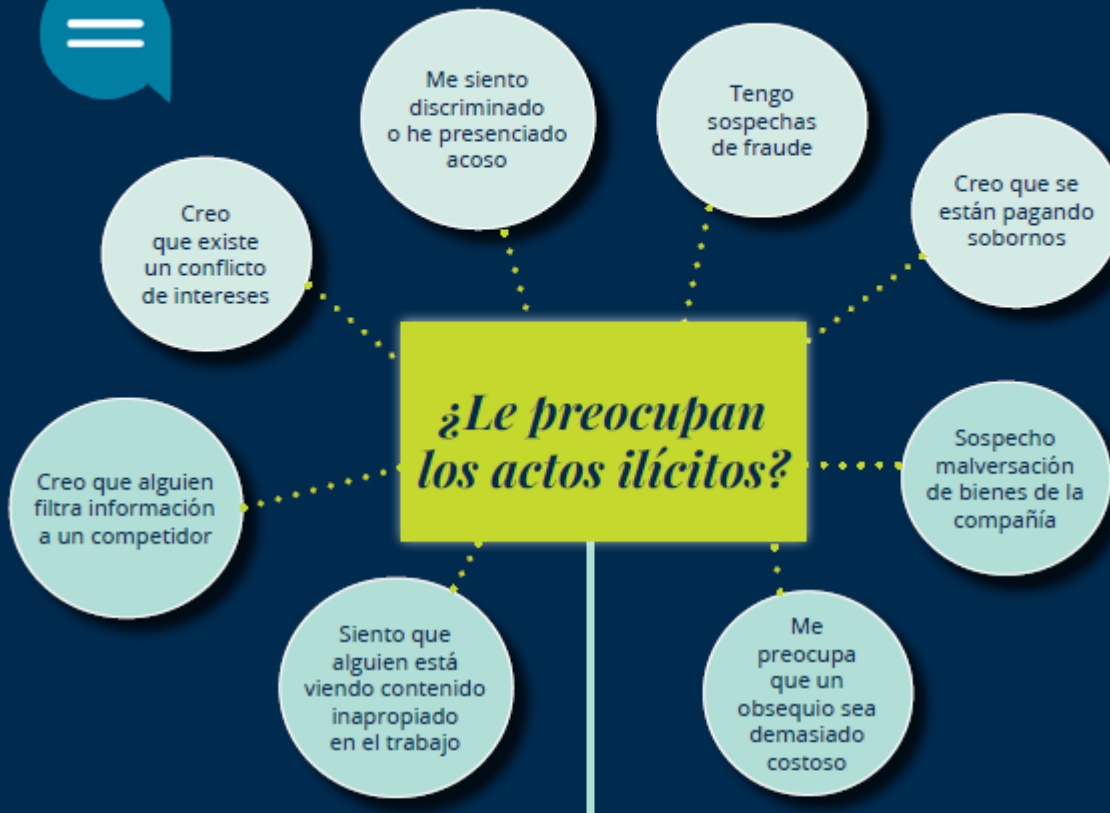 Me siento
discriminado
o he presenciado
acoso
Tengo
sospechas
de fraude
Creo que se
están pagando
sobornos
Creo
que existe
un conflicto
de intereses
¿Le preocupan
los actos ilícitos?
Creo que alguien
filtra información
a un competidor
Sospecho
malversación
de bienes de la
compañía
Siento que
alguien está
viendo contenido
inapropiado
en el trabajo
Me
preocupa
que un
obsequio sea
demasiado
costoso